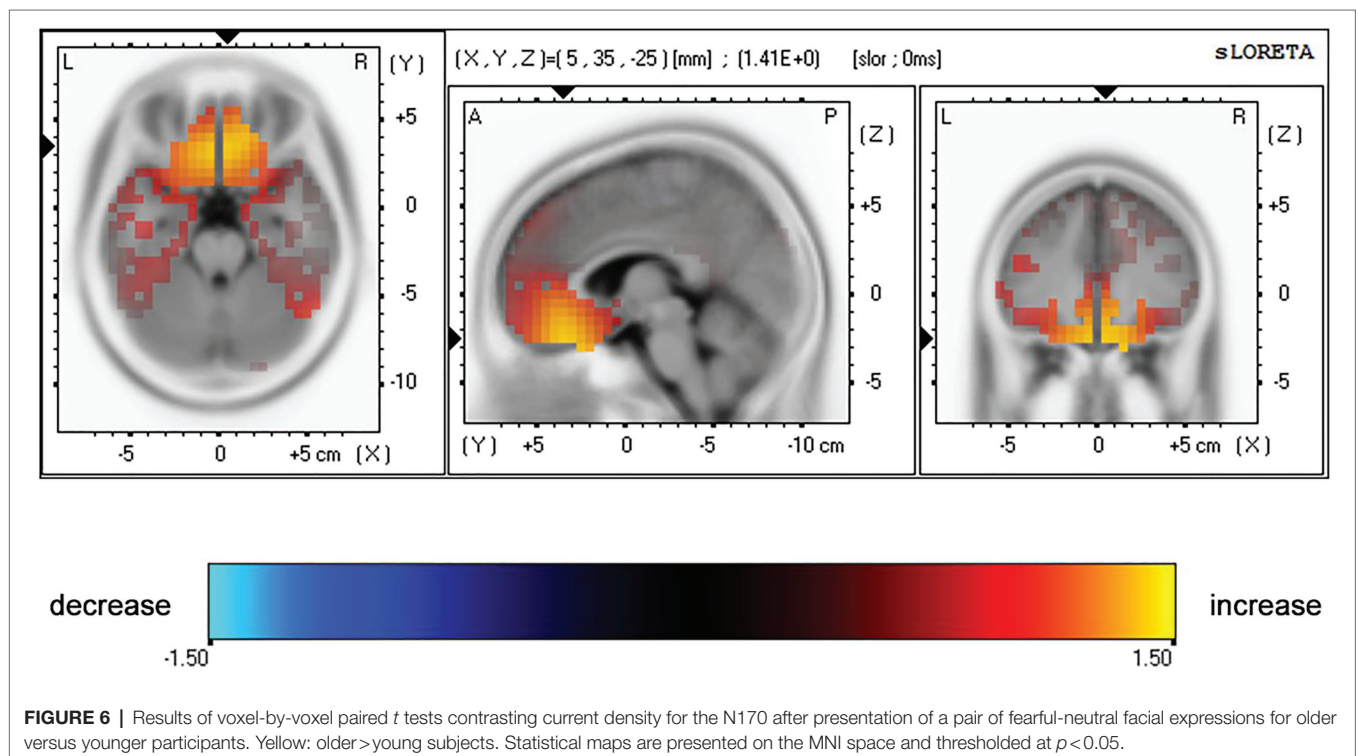 (X,Y,Z)=( 5 , 35 , -25 ) [mm] ; (1.41E+0) [slor ; 0ms]
sLORETA
L R (Y)
+5
0
-5
-10
-5 0 +5 cm (X)
A P (Z)
+5
0
-5
(Y) +5 0 -5 -10 cm
L R (Z)
+5
0
-5
-5 0 +5 cm (X)
decrease increase
-1.50 1.50
FIGURE 6 | Results of voxel-by-voxel paired t tests contrasting current density for the N170 after presentation of a pair of fearful-neutral facial expressions for older
versus younger participants. Yellow: older>young subjects. Statistical maps are presented on the MNI space and thresholded at p<0.05.